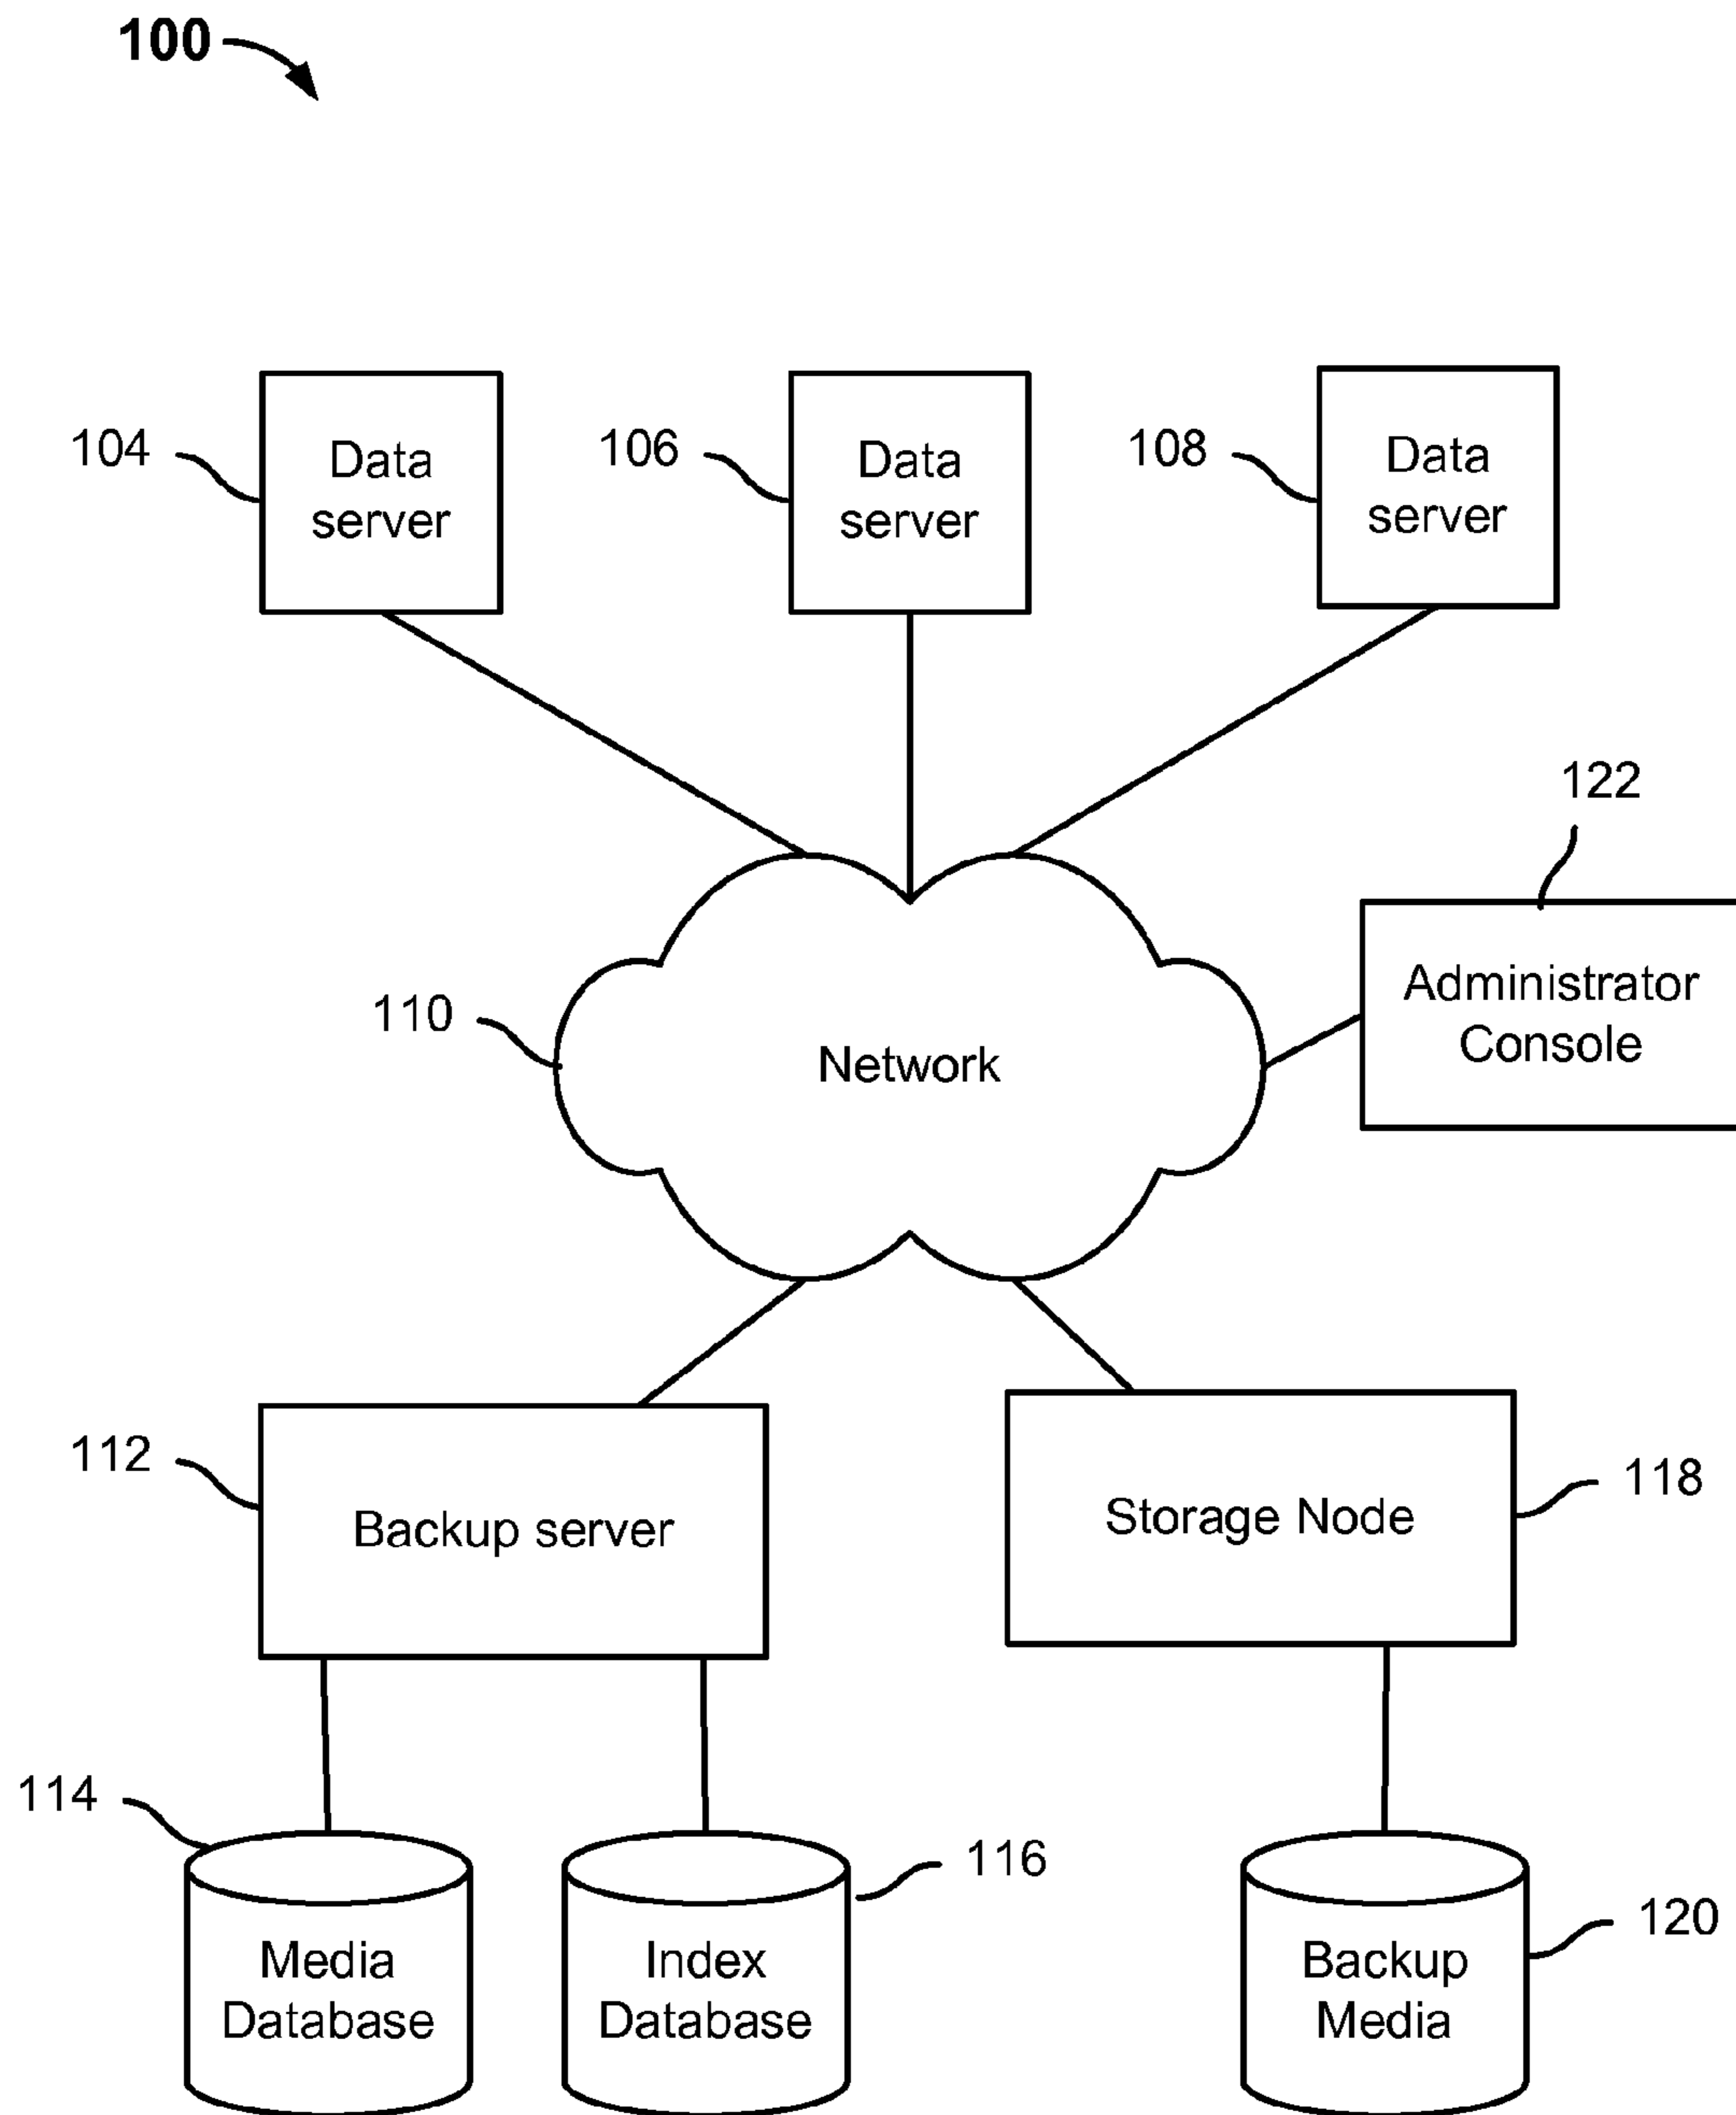 100
104
Data
server
106
Data
server
108
Data
server
122
Administrator
Console
110
Network
112
Backup server
Storage Node
118
114
Media
Database
Index
Database
116
Backup
Media
120